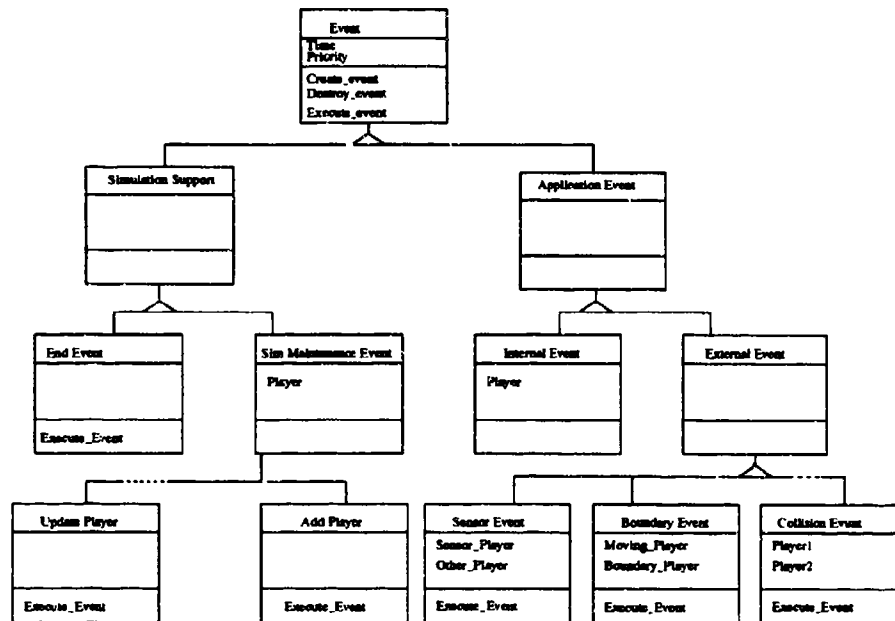 Event
Time
Priority
Create_event
Destroy_event
Execute_event
Simulation Support
Application Event
End Event
Execute_Event
Sim Maintenance Event
Player
Internal Event
Player
External Event
Update Player
Execute_Event
Add Player
Execute_Event
Sensor Event
Sensor_Player
Other_Player
Execute_Event
Boundary Event
Moving_Player
Boundary_Player
Execute_Event
Collision Event
Player1
Player2
Execute_Event